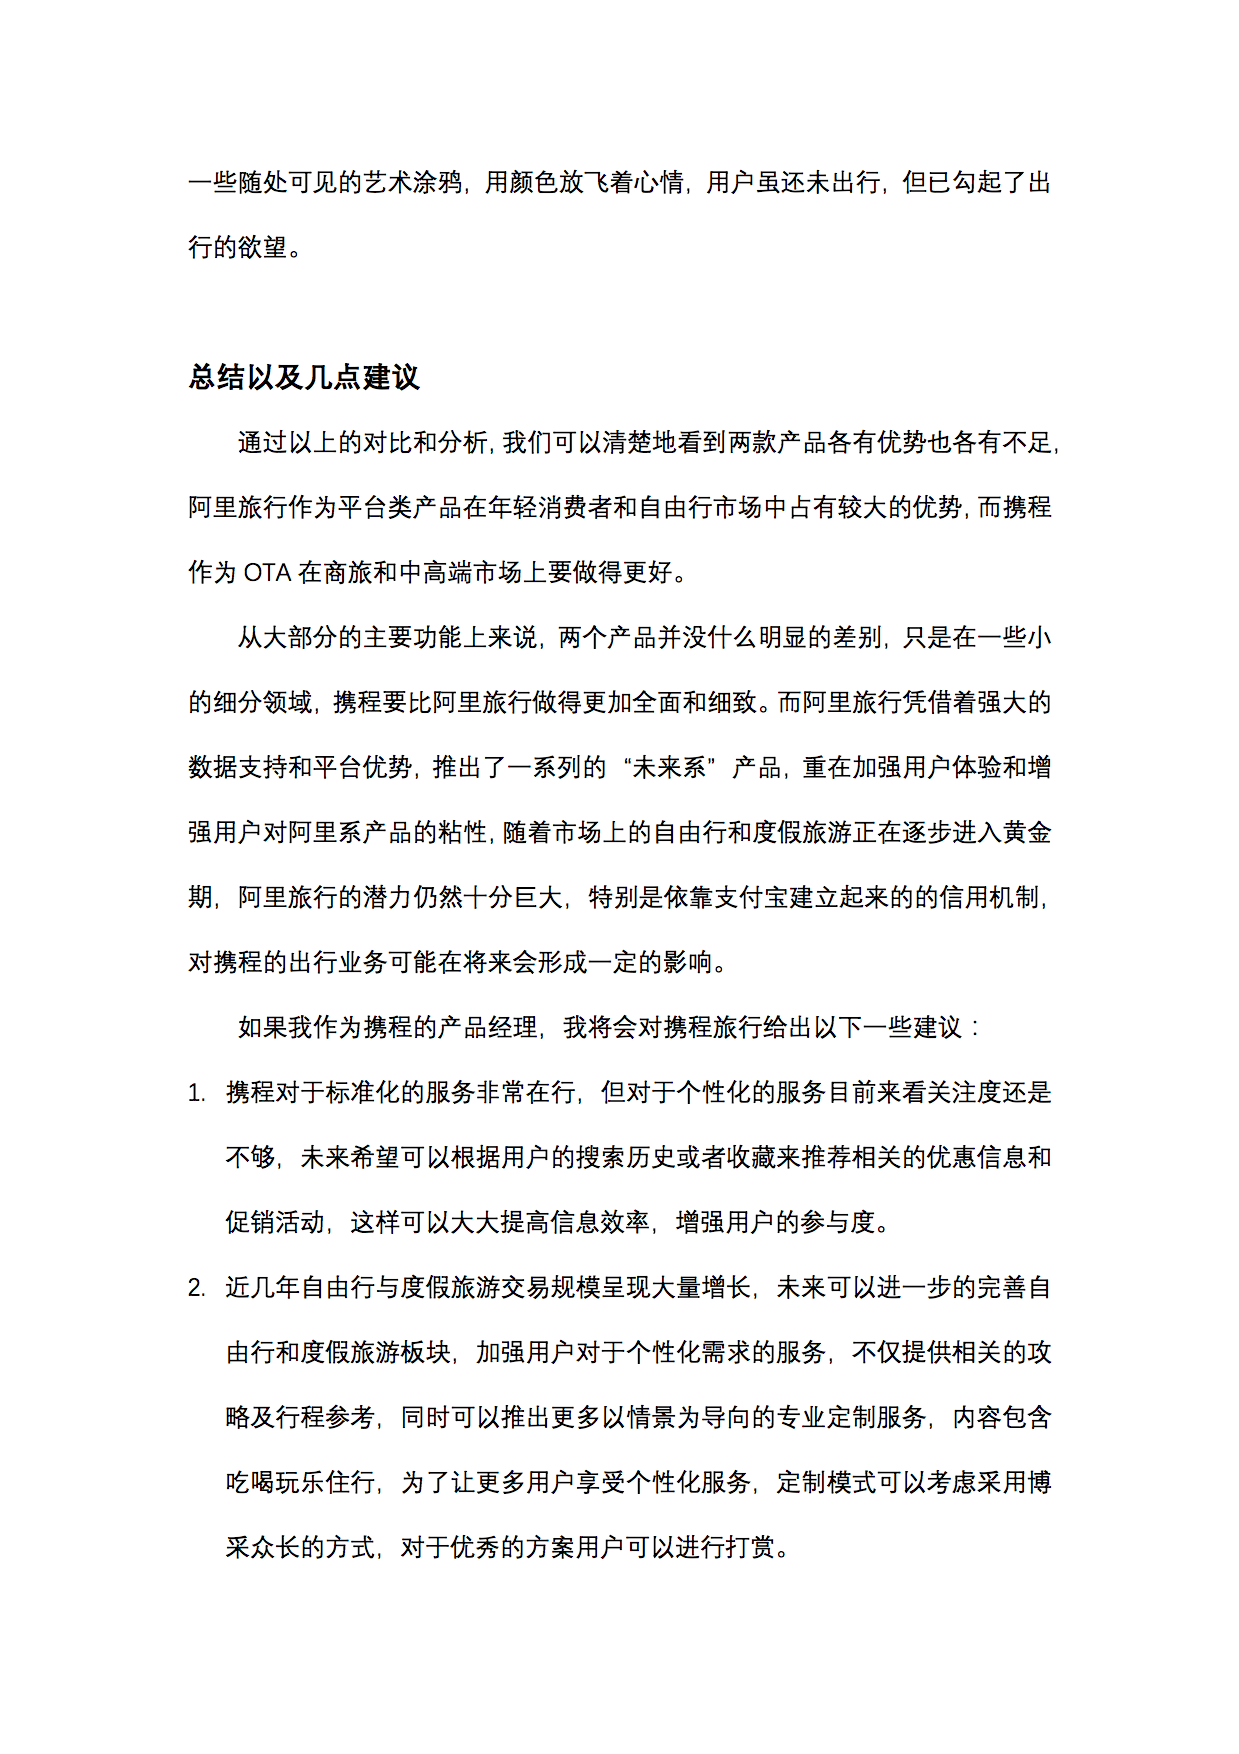 一些随处可见的艺术涂鸦，用颜色放飞着心情，用户虽还未出行，但已勾起了出
行的欲望。
总结以及几点建议
通过以上的对比和分析，我们可以清楚地看到两款产品各有优势也各有不足，
阿里旅行作为平台类产品在年轻消费者和自由行市场中占有较大的优势，而携程
作为 OTA 在商旅和中高端市场上要做得更好。
从大部分的主要功能上来说，两个产品并没什么明显的差别，只是在一些小
的细分领域，携程要比阿里旅行做得更加全面和细致。而阿里旅行凭借着强大的
数据支持和平台优势，推出了一系列的 “未来系” 产品，重在加强用户体验和增
强用户对阿里系产品的粘性，随着市场上的自由行和度假旅游正在逐步进入黄金
期，阿里旅行的潜力仍然十分巨大，特别是依靠支付宝建立起来的的信用机制，
对携程的出行业务可能在将来会形成一定的影响。
如果我作为携程的产品经理，我将会对携程旅行给出以下一些建议：
1. 携程对于标准化的服务非常在行，但对于个性化的服务目前来看关注度还是
不够，未来希望可以根据用户的搜索历史或者收藏来推荐相关的优惠信息和
促销活动，这样可以大大提高信息效率，增强用户的参与度。
2. 近几年自由行与度假旅游交易规模呈现大量增长，未来可以进一步的完善自
由行和度假旅游板块，加强用户对于个性化需求的服务，不仅提供相关的攻
略及行程参考，同时可以推出更多以情景为导向的专业定制服务，内容包含
吃喝玩乐住行，为了让更多用户享受个性化服务，定制模式可以考虑采用博
采众长的方式，对于优秀的方案用户可以进行打赏。